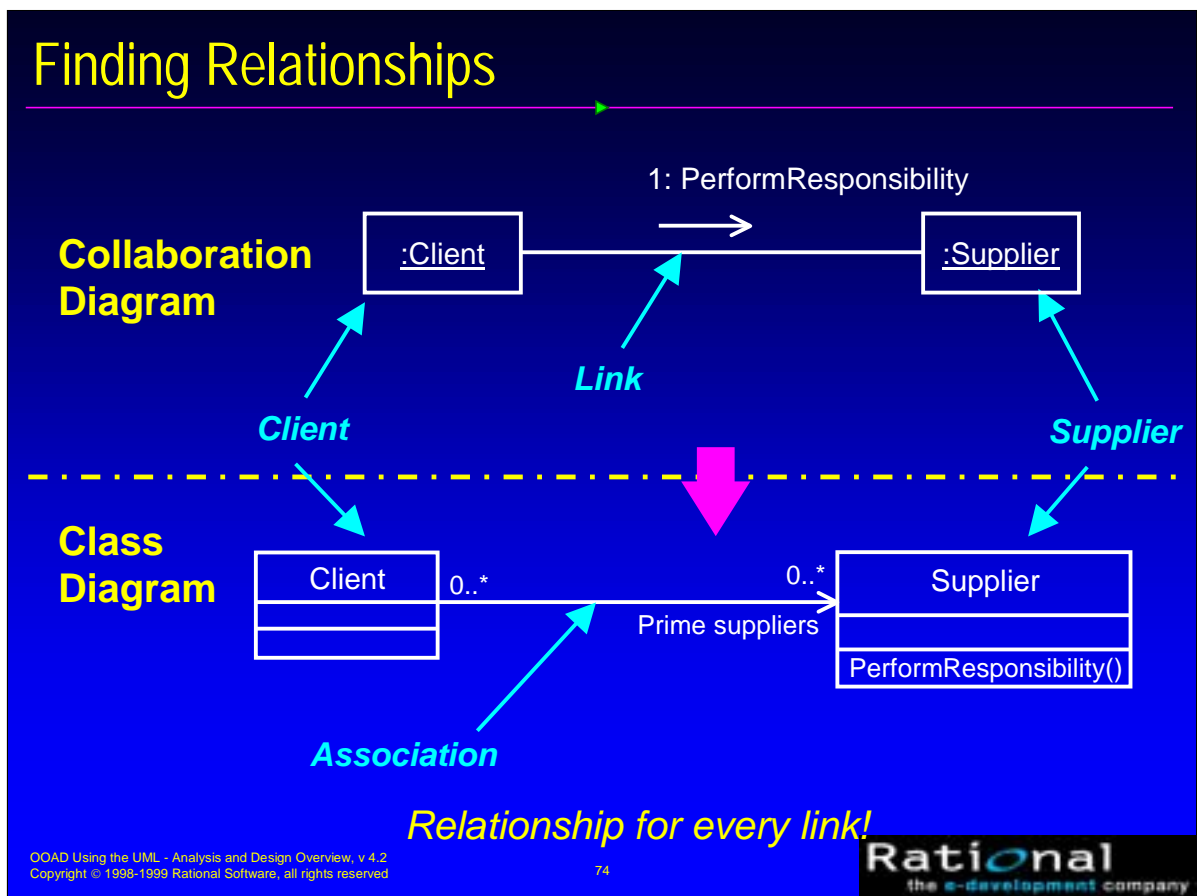 Finding Relationships
1: PerformResponsibility
Collaboration
Diagram
:Client
:Supplier
Link
Client
Supplier
Class
Diagram
Client
0..*
0..*
Supplier
Prime suppliers
PerformResponsibility()
Association
Relationship for every link!
OOAD Using the UML - Analysis and Design Overview, v 4.2
Copyright © 1998-1999 Rational Software, all rights reserved
74
Rational
the e-development company